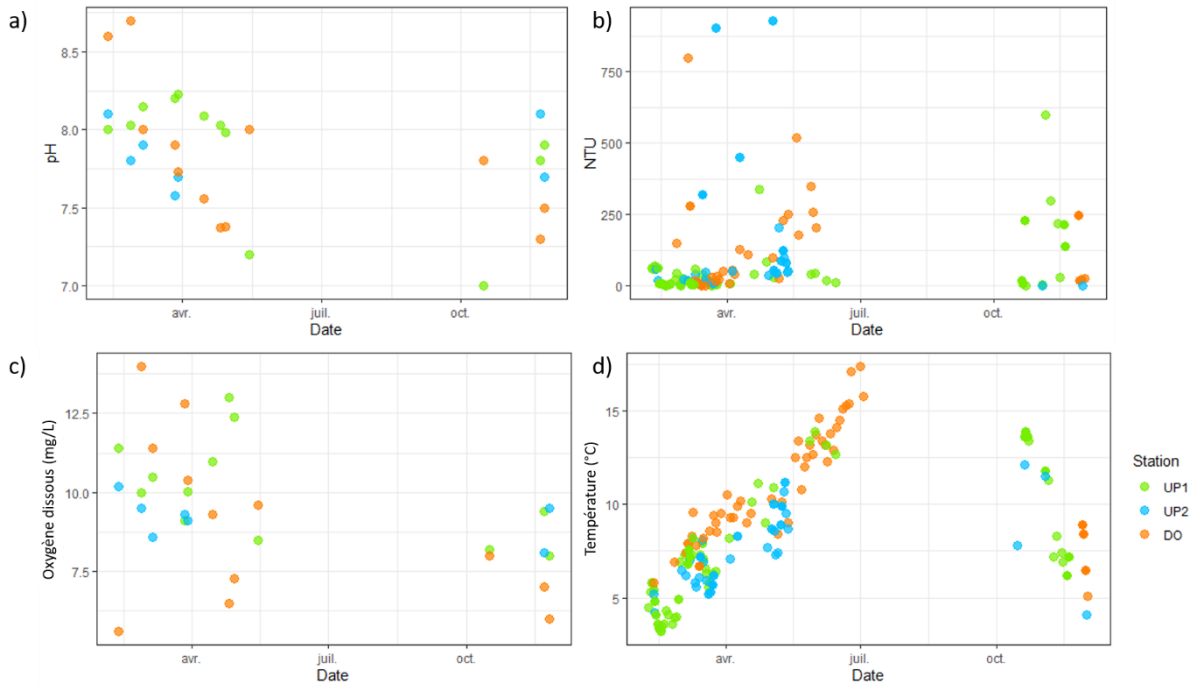 a)
8.5
8.0
7.5
7.0
pH
avr.
juil.
oct.
Date
b)
750
500
250
0
NTU
avr.
juil.
oct.
Date
c)
12.5
10.0
7.5
Oxygene dissous (mg/L)
avr.
juil.
oct.
Date
d)
15
10
5
Température (°C)
avr.
juil.
oct.
Date
Station
UP1
UP2
DO